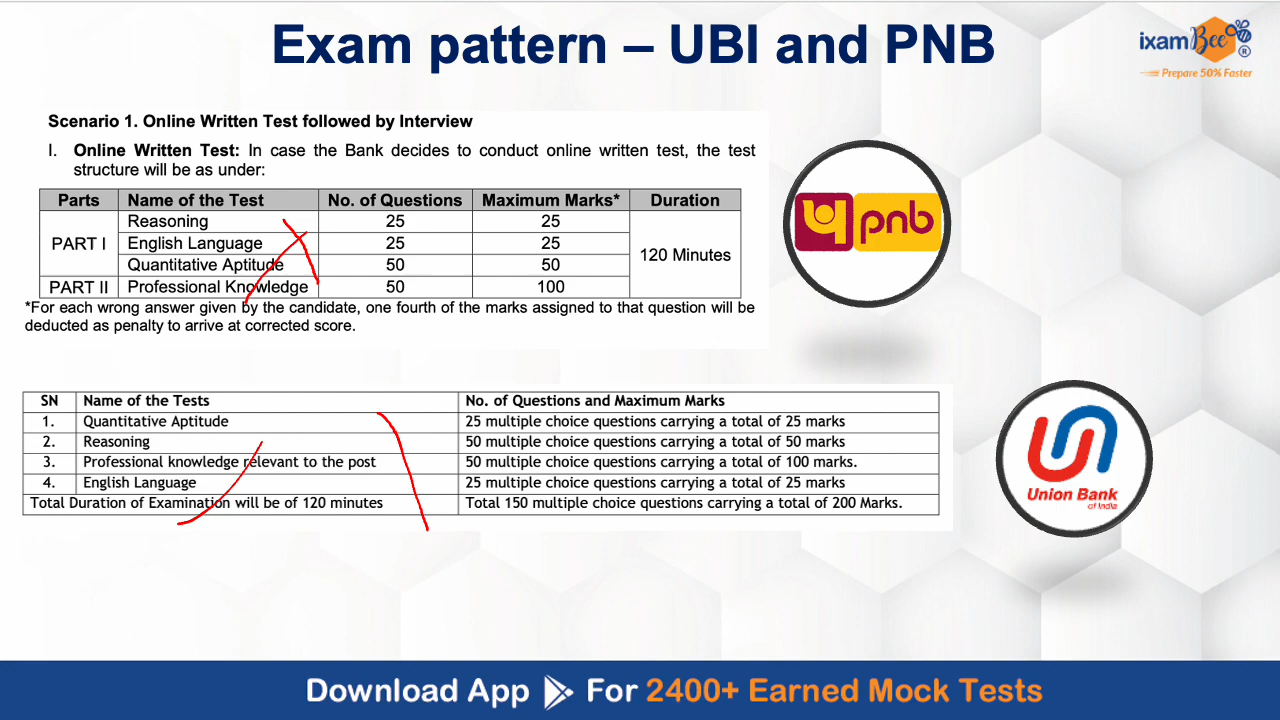 Exam pattern – UBI and PNB
ixamBee®
Prepare 50% Faster
Scenario 1. Online Written Test followed by Interview
I. Online Written Test: In case the Bank decides to conduct online written test, the test
structure will be as under:
Parts Name of the Test No. of Questions Maximum Marks* Duration
PART I Reasoning 25 25 120 Minutes
English Language 25 25
Quantitative Aptitude 50 50
PART II Professional Knowledge 50 100
*For each wrong answer given by the candidate, one fourth of the marks assigned to that question will be
deducted as penalty to arrive at corrected score.
pnb
SN Name of the Tests No. of Questions and Maximum Marks
1. Quantitative Aptitude 25 multiple choice questions carrying a total of 25 marks
2. Reasoning 50 multiple choice questions carrying a total of 50 marks
3. Professional knowledge relevant to the post 50 multiple choice questions carrying a total of 100 marks.
4. English Language 25 multiple choice questions carrying a total of 25 marks
Total Duration of Examination will be of 120 minutes Total 150 multiple choice questions carrying a total of 200 Marks.
Union Bank
of India
Download App For 2400+ Earned Mock Tests